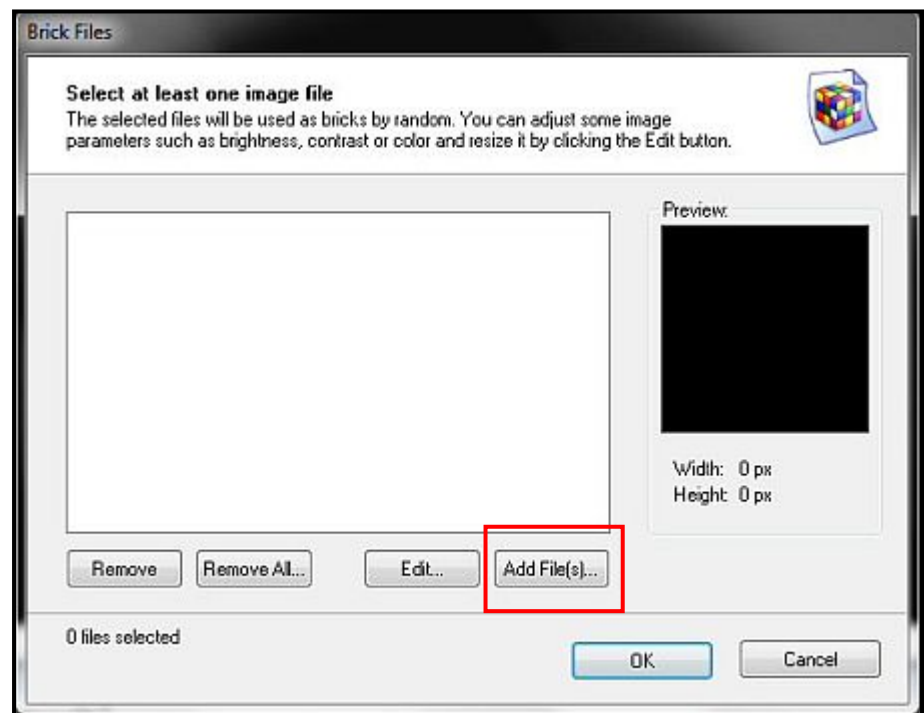 Brick Files
Select at least one image file
The selected files will be used as bricks by random. You can adjust some image
parameters such as brightness, contrast or color and resize it by clicking the Edit button.
Preview:
Width: 0 px
Height: 0 px
Remove
Remove All...
Edit...
Add File(s)...
0 files selected
OK
Cancel